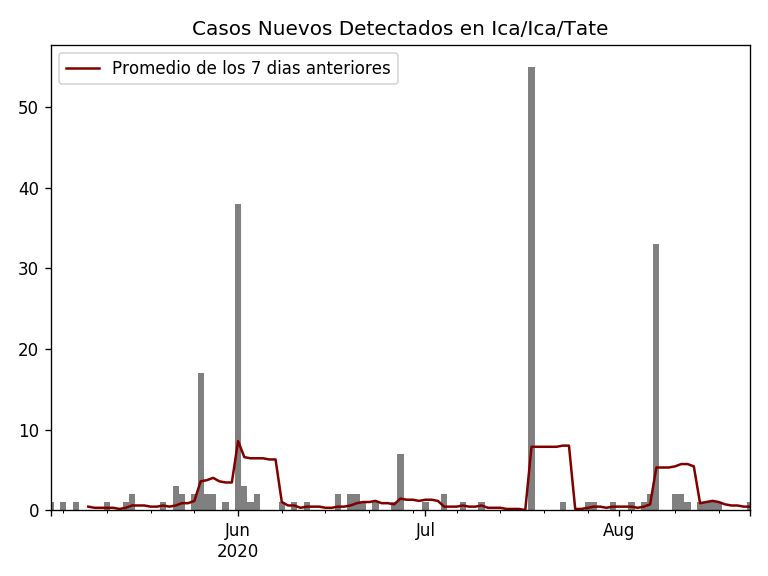 Casos Nuevos Detectados en Ica/Ica/Tate
Promedio de los 7 dias anteriores
50
40
30
20
10
0
Jun
2020
Jul
Aug